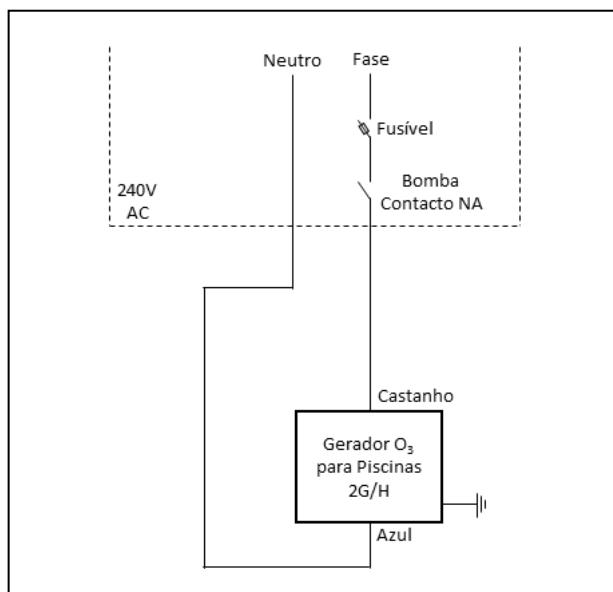 Neutro
Fase
Fusível
Bomba
Contacto NA
240V
AC
Castanho
Gerador O₃
para Piscinas
2G/H
Azul